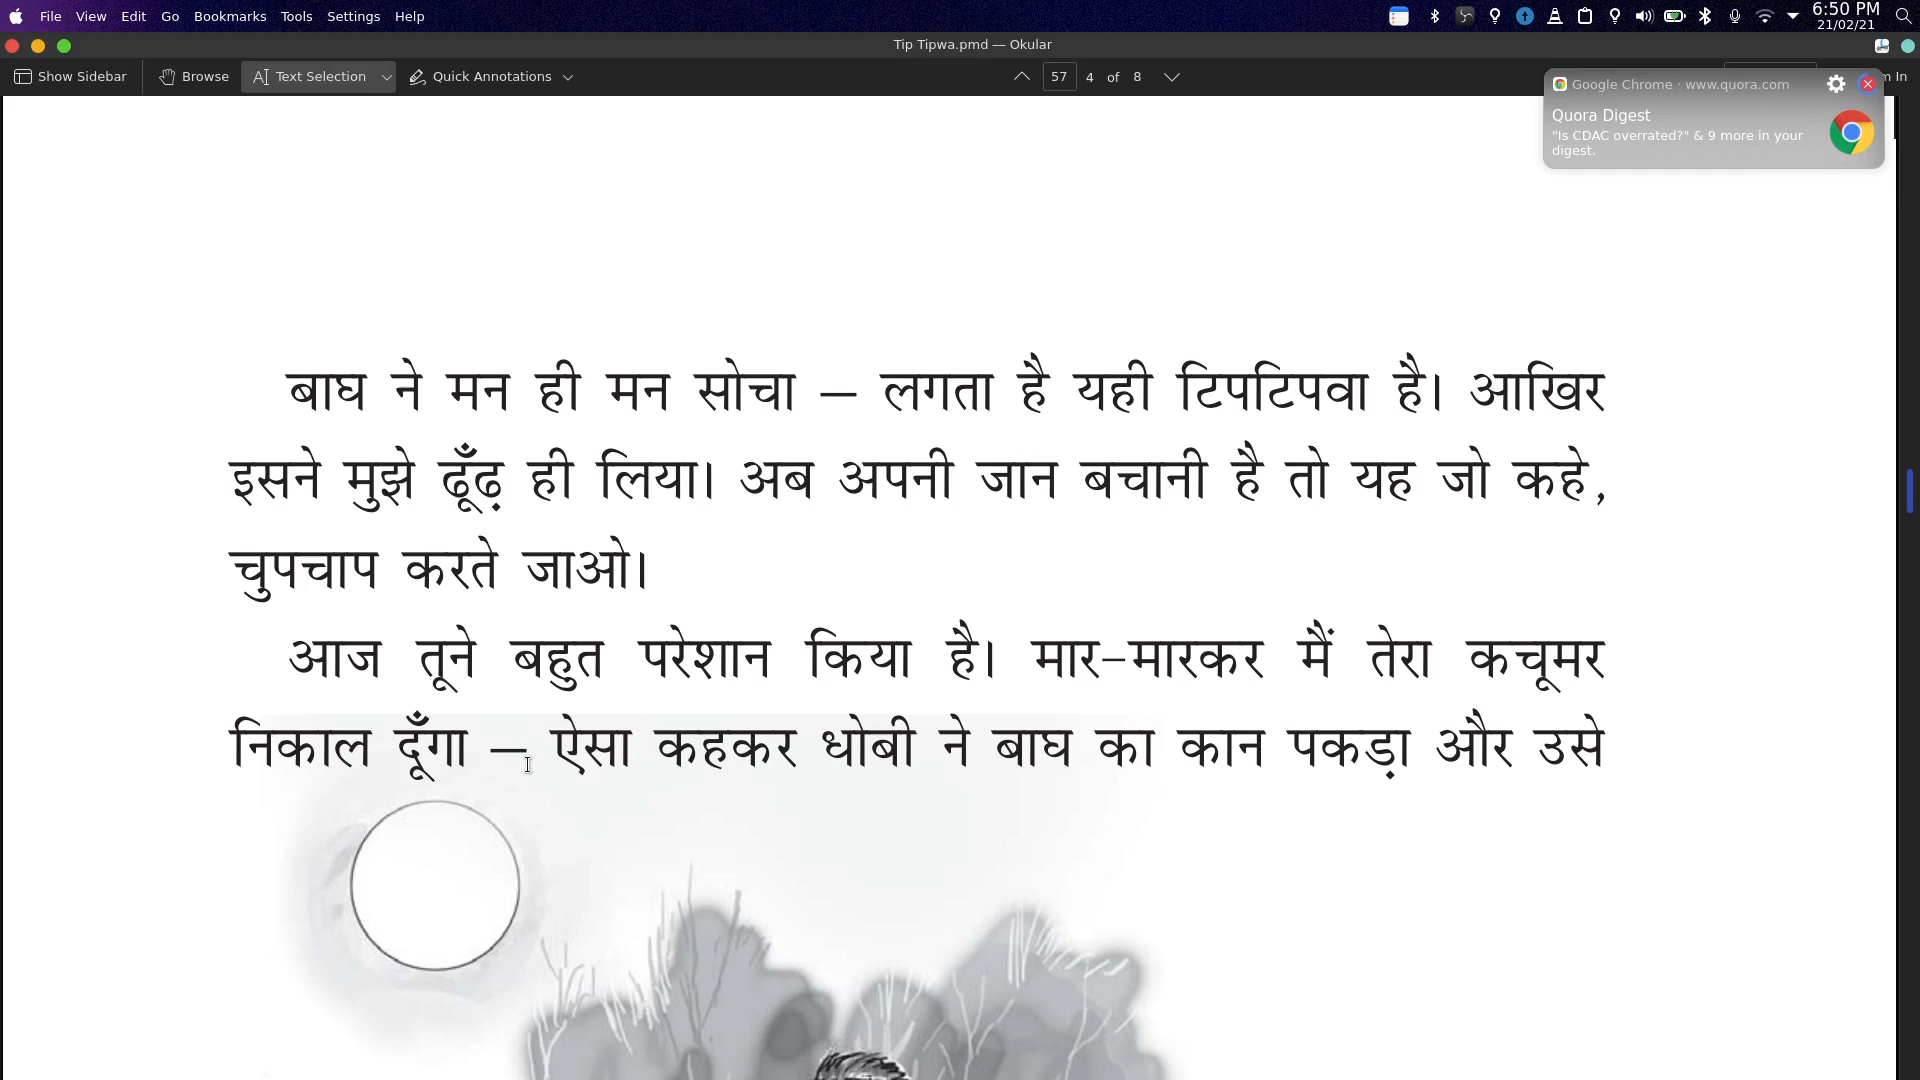 File View Edit Go Bookmarks Tools Settings Help 6:50 PM
21/02/21
Tip Tipwa.pmd — Okular
Show Sidebar Browse Text Selection Quick Annotations 57 4 of 8 m In
Google Chrome · www.quora.com
Quora Digest
"Is CDAC overrated?" & 9 more in your
digest.
बाघ ने मन ही मन सोचा – लगता है यही टिपटिपवा है। आखिर
इसने मुझे ढूँढ़ ही लिया। अब अपनी जान बचानी है तो यह जो कहे,
चुपचाप करते जाओ।
आज तूने बहुत परेशान किया है। मार-मारकर मैं तेरा कचूमर
निकाल दूँगा – ऐसा कहकर धोबी ने बाघ का कान पकड़ा और उसे